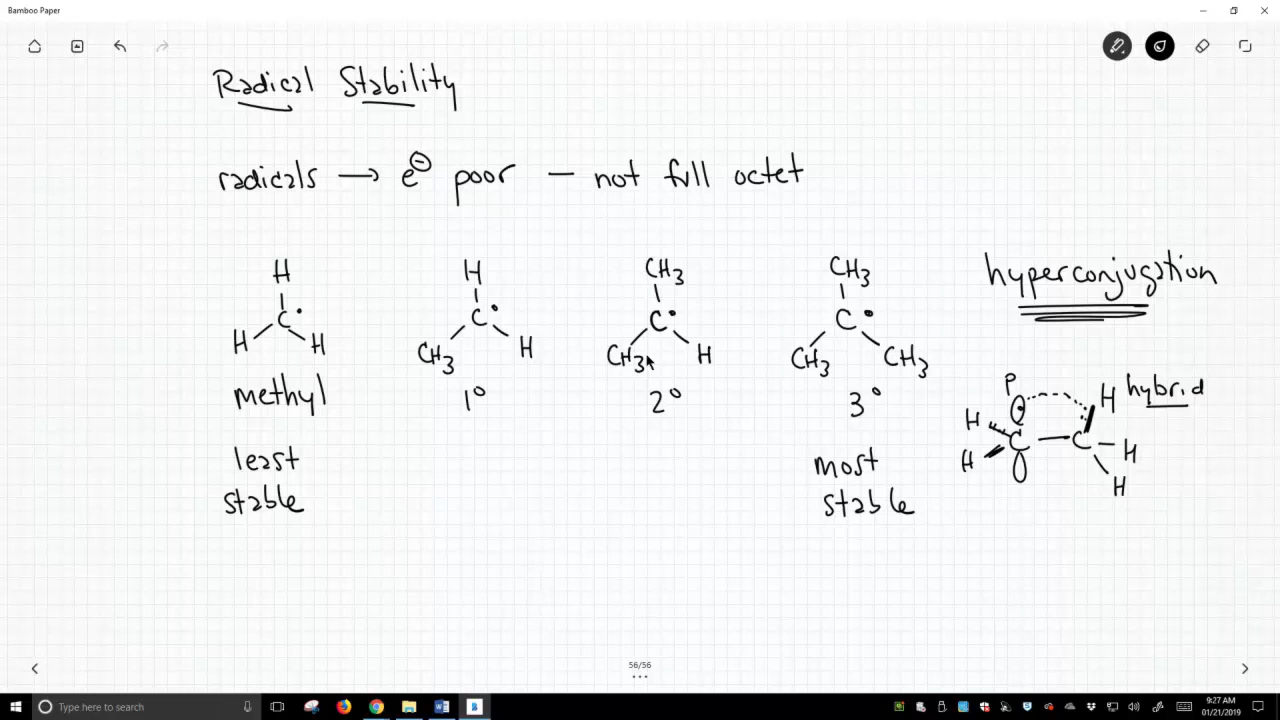 Bamboo Paper
Radical Stability
radicals → e⊖ poor — not full octet
H
C•
H H
methyl
least
stable
H
C•
CH3 H
1°
CH3
C•
CH3 H
2°
CH3
C•
CH3 CH3
3°
most
stable
hyperconjugation
P
H hybrid
H
C — C — H
H
H
56/56
Type here to search
9:27 AM
01/21/2019